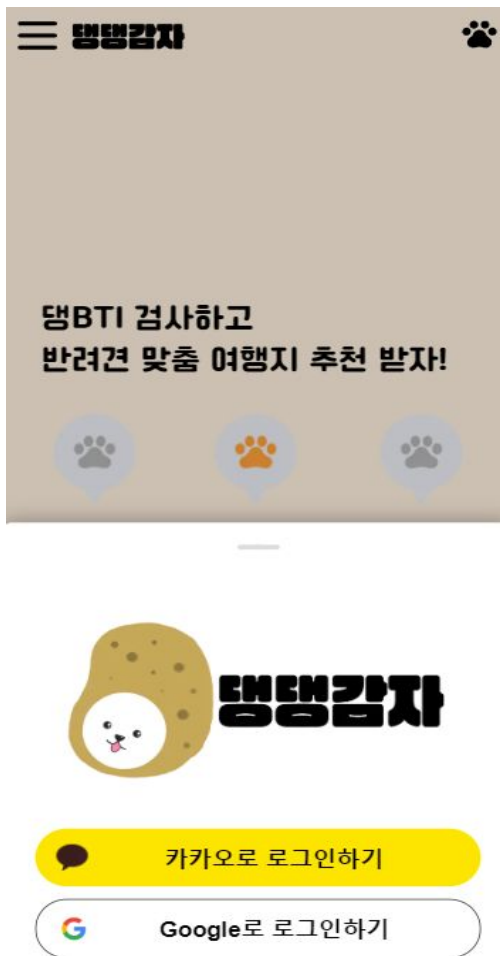 댕댕감자
댕BTI 검사하고
반려견 맞춤 여행지 추천 받자!
댕댕감자
카카오로 로그인하기
Google로 로그인하기